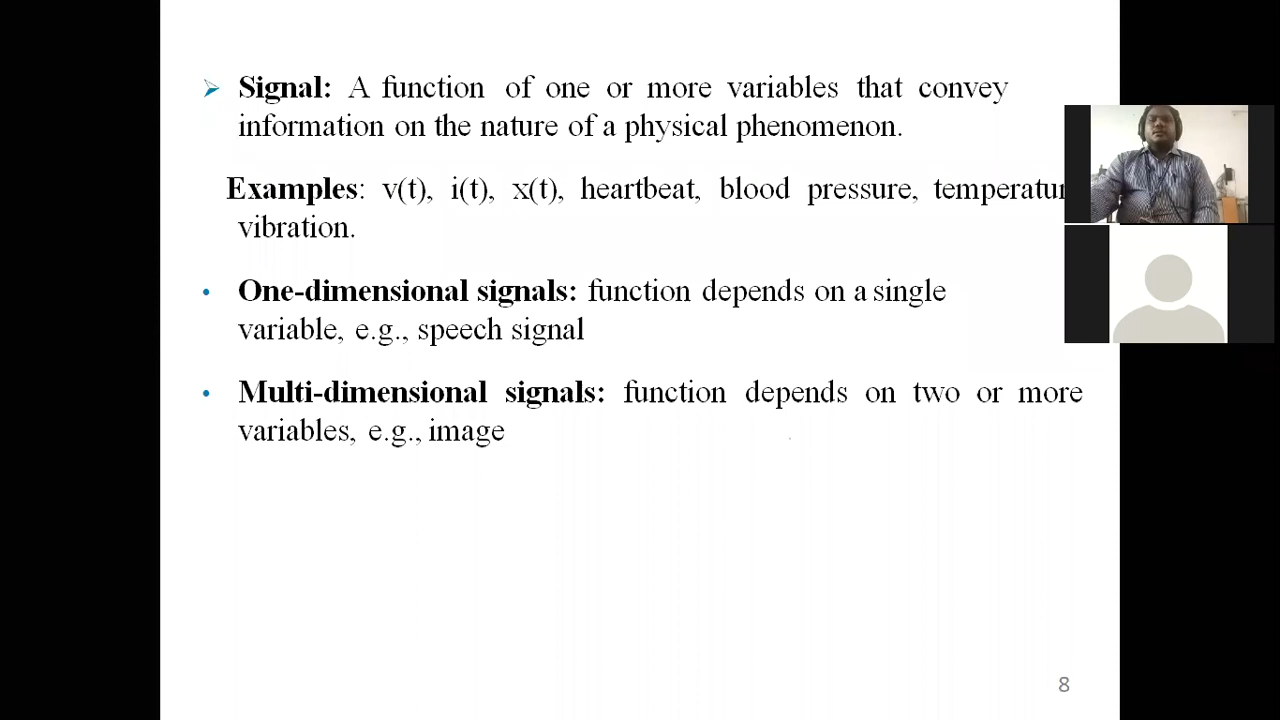 Signal: A function of one or more variables that convey
information on the nature of a physical phenomenon.
Examples: v(t), i(t), x(t), heartbeat, blood pressure,
vibration.
One-dimensional signals: function depends on a single
variable, e.g., speech signal
Multi-dimensional signals: function depends on two or more
variables, e.g., image
8